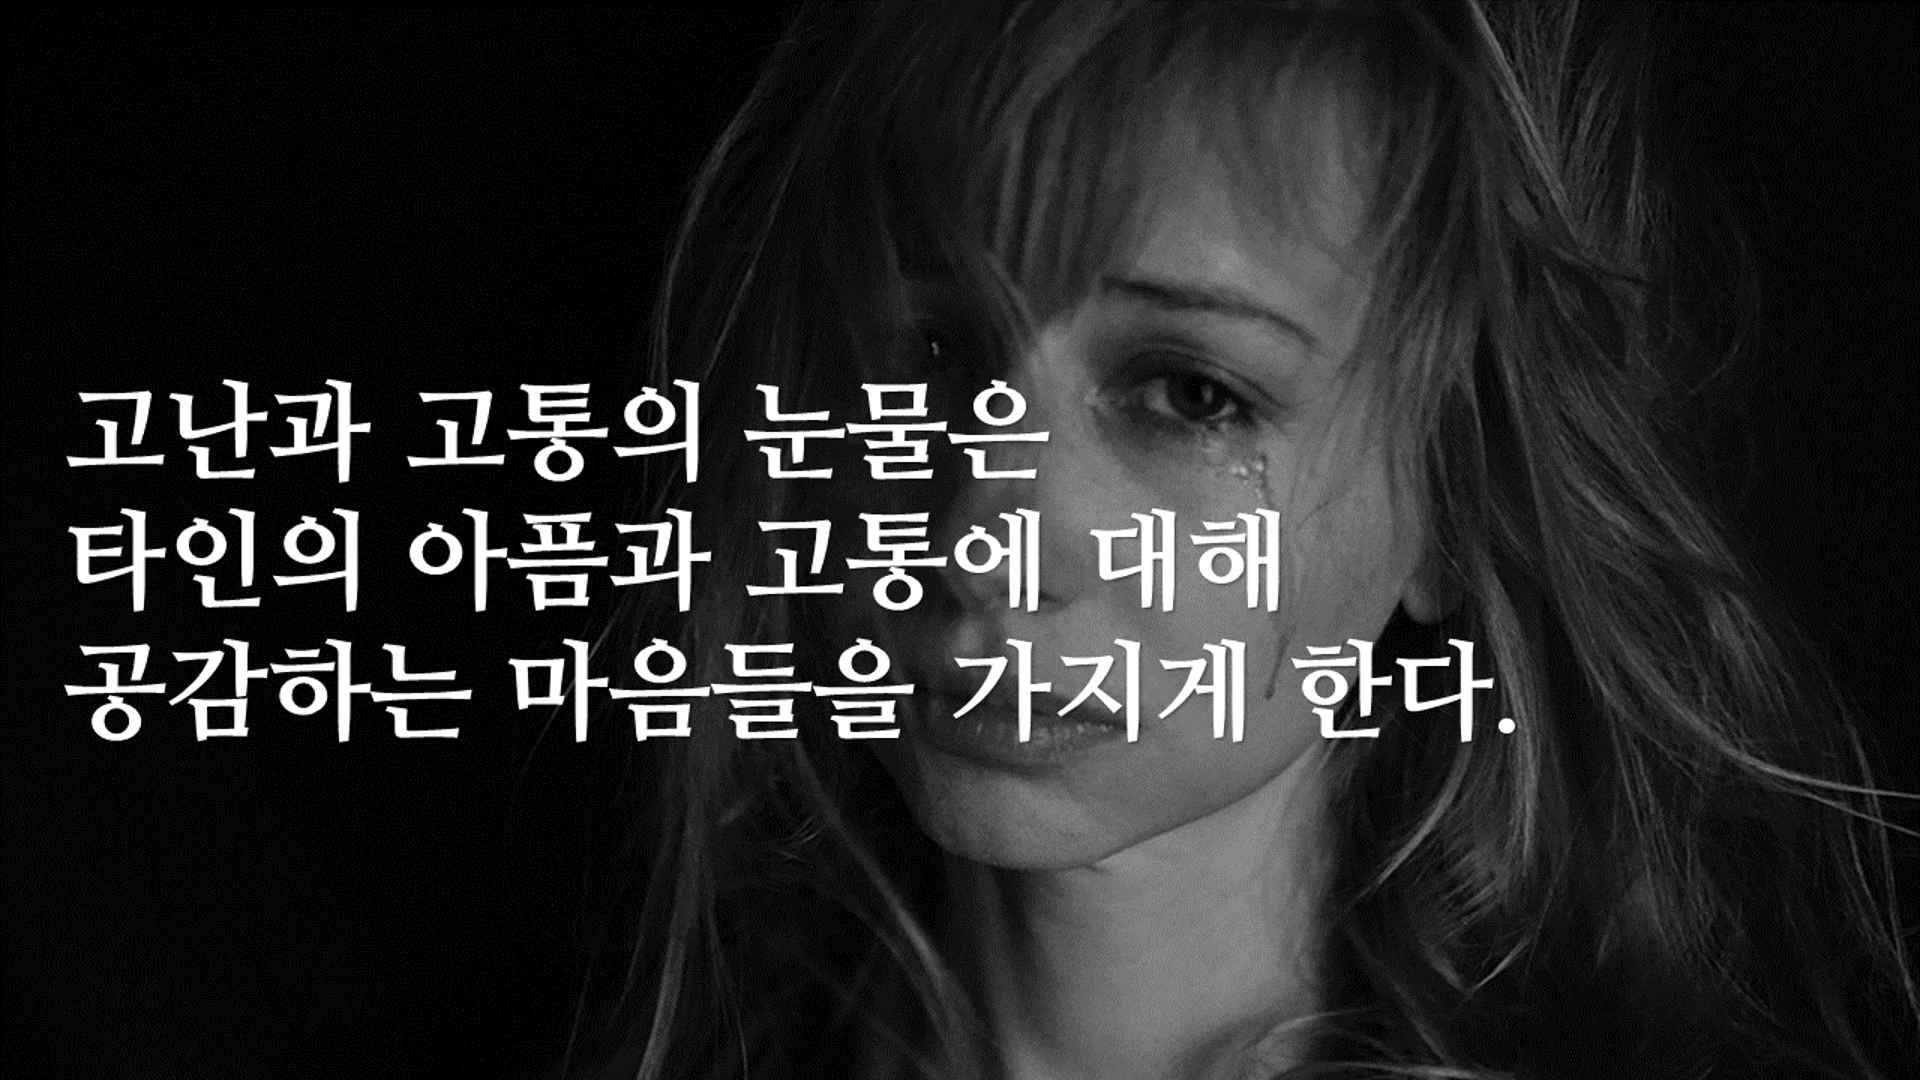 고난과 고통의 눈물은
타인의 아픔과 고통에 대해
공감하는 마음들을 가지게 한다.